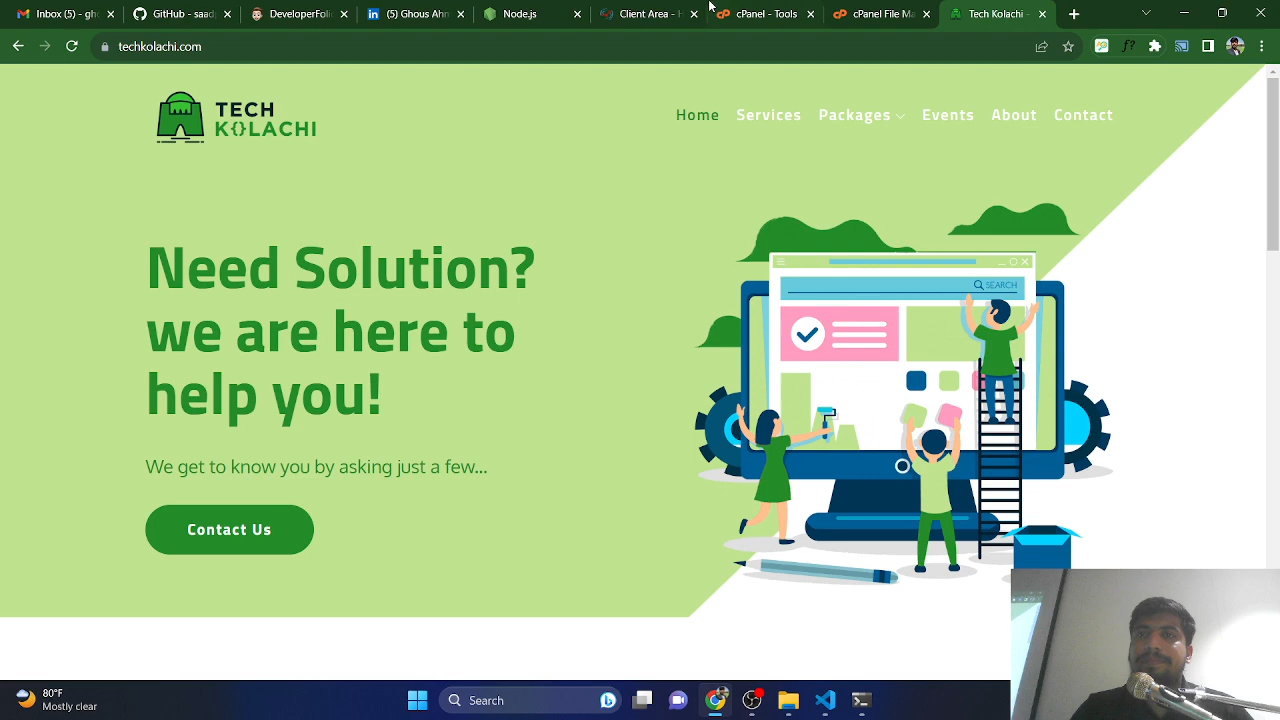 Inbox (5) - gh
GitHub - saad
DeveloperFoli
(5) Ghous Ahn
Node.js
Client Area - H
cPanel - Tools
cPanel File Ma
Tech Kolachi -
techkolachi.com
f?
TECH
K{}LACHI
Home
Services
Packages
Events
About
Contact
SEARCH
Need Solution?
we are here to
help you!
We get to know you by asking just a few...
Contact Us
80°F
Mostly clear
Search